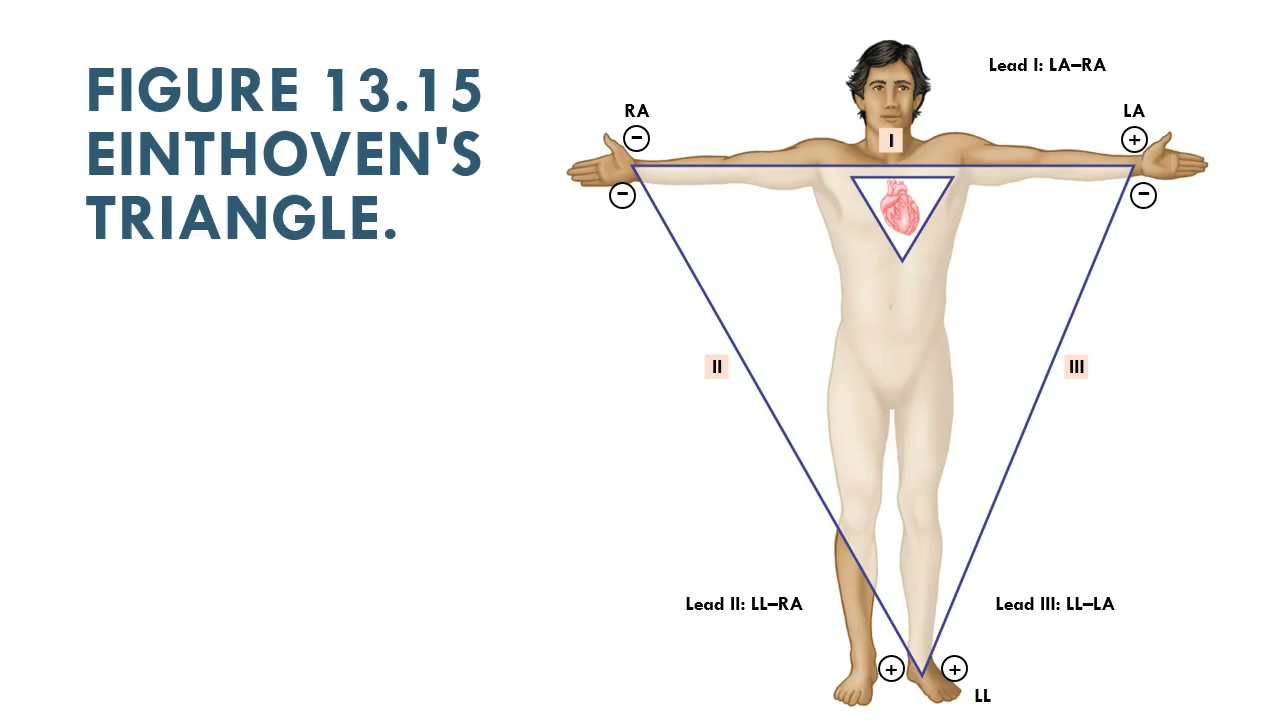 FIGURE 13.15
EINTHOVEN'S
TRIANGLE.
Lead I: LA–RA
RA
LA
−
I
+
−
−
II
III
Lead II: LL–RA
Lead III: LL–LA
+
+
LL